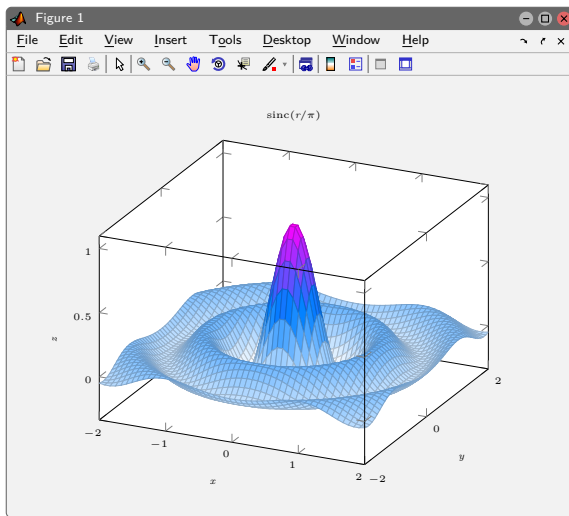 Figure 1
File Edit View Insert Tools Desktop Window Help
sinc(r/π)
1
0.5
0
z
−2
−1
0
1
2
x
−2
0
2
y